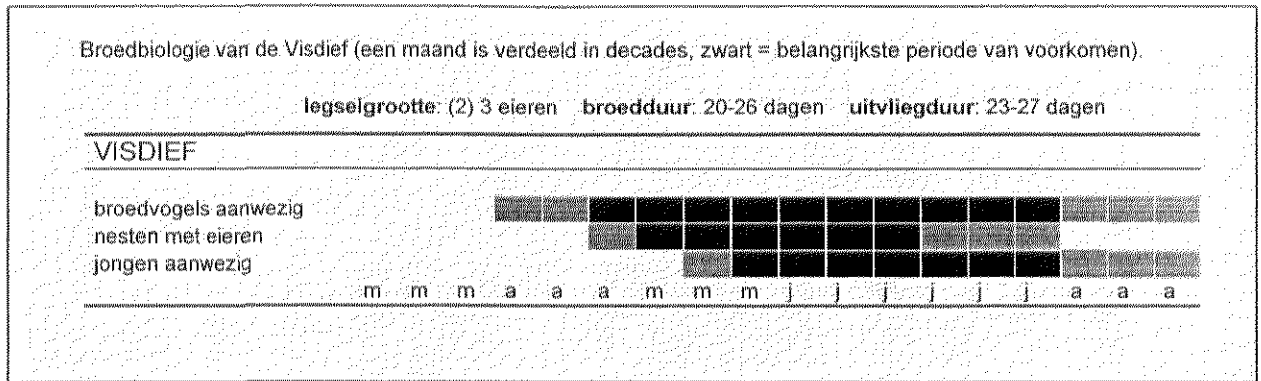 Broedbiologie van de Visdief (een maand is verdeeld in decades, zwart = belangrijkste periode van voorkomen).
legselgrootte: (2) 3 eieren broedduur: 20-26 dagen uitvliegduur: 23-27 dagen
VISDIEF
broedvogels aanwezig
nesten met eieren
jongen aanwezig
m m m a a a m m m j j j j j j a a a